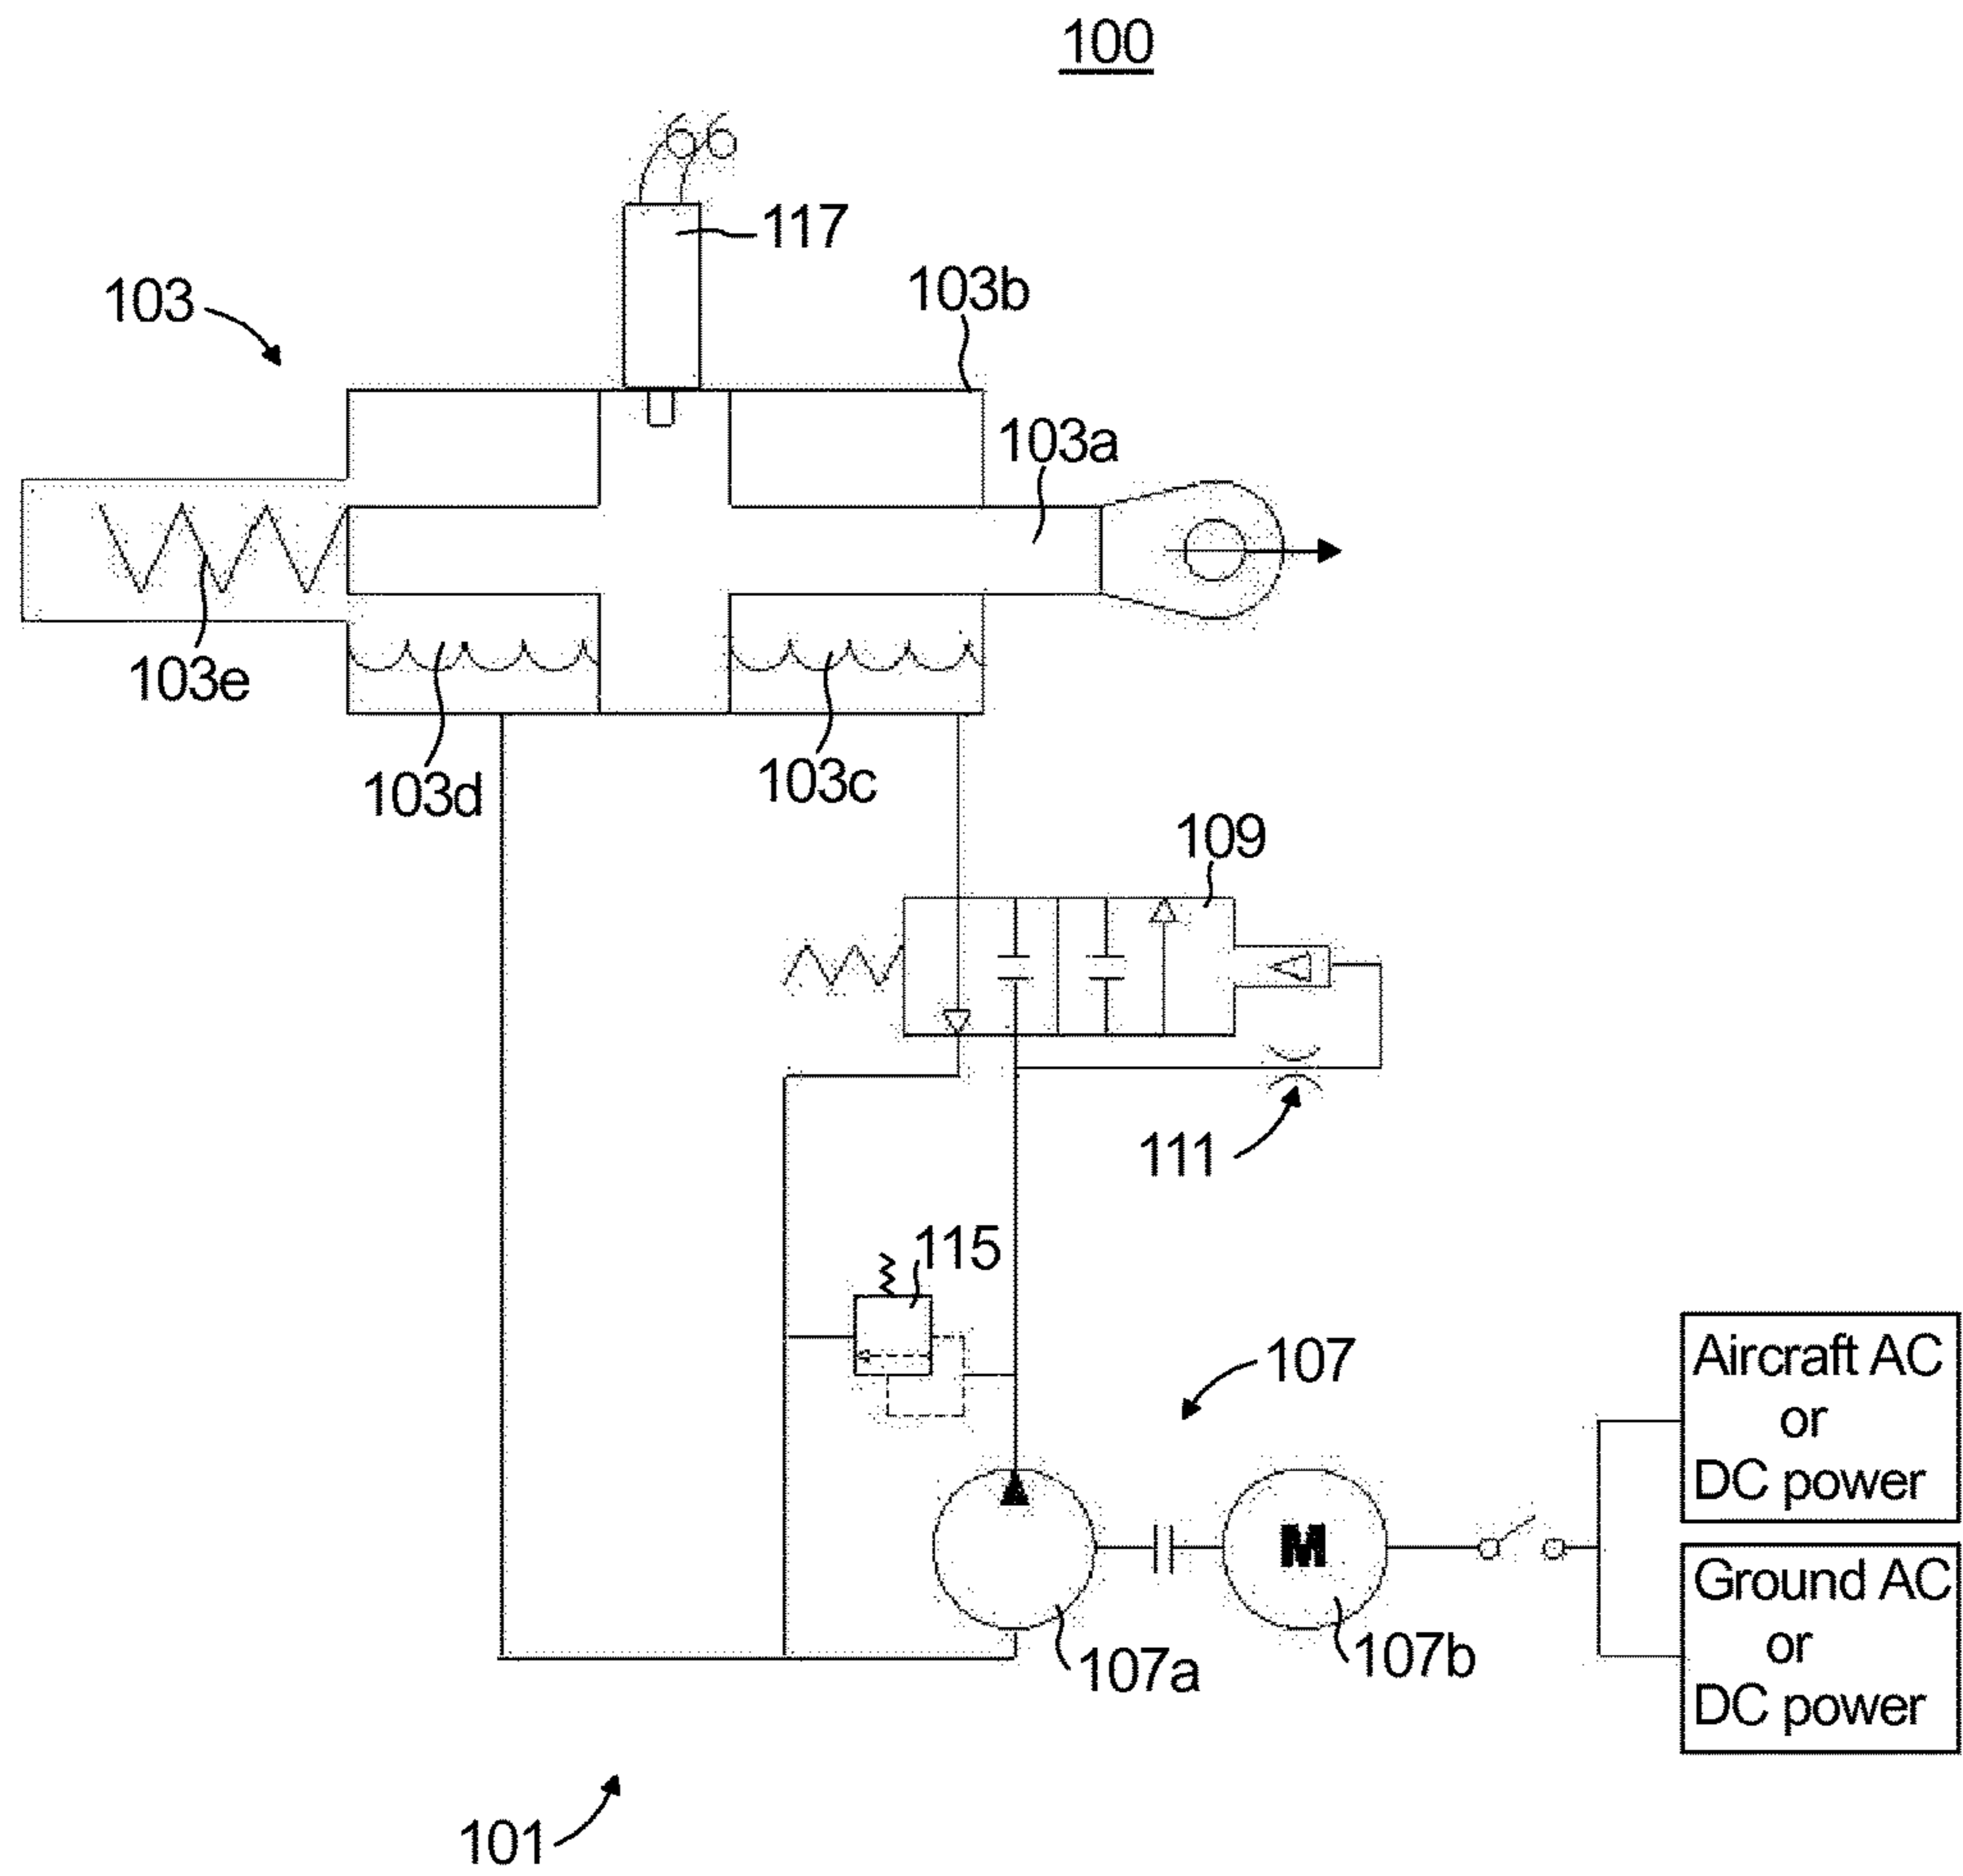 100
117
103b
103
103a
103e
103d
103c
109
111
115
107
Aircraft AC
or
DC power
M
Ground AC
or
DC power
107b
107a
101